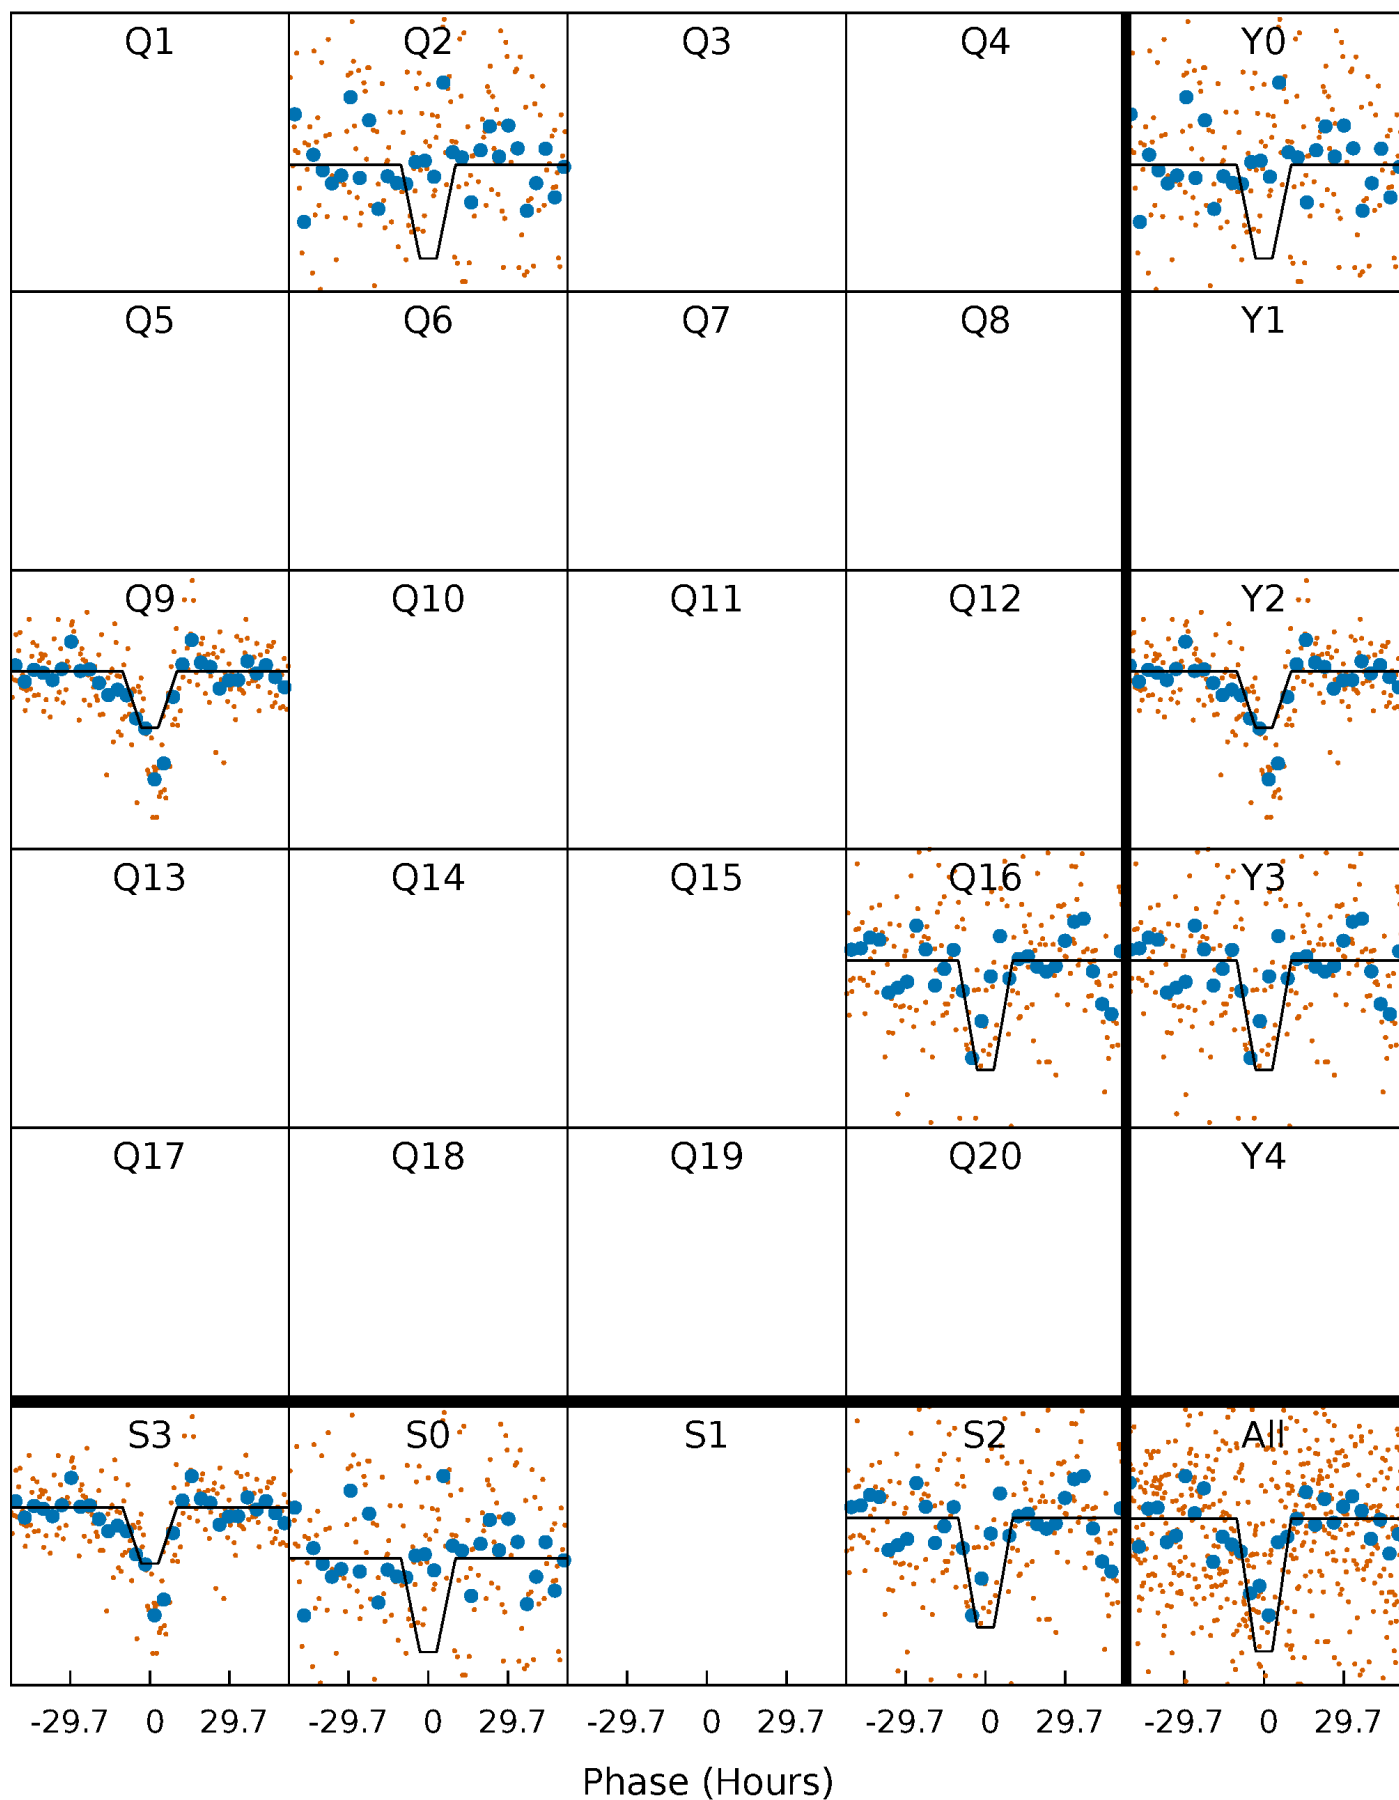 Q1 Q2 Q3 Q4 Y0
Q5 Q6 Q7 Q8 Y1
Q9 Q10 Q11 Q12 Y2
Q13 Q14 Q15 Q16 Y3
Q17 Q18 Q19 Q20 Y4
S3 S0 S1 S2 All
-29.7 0 29.7 -29.7 0 29.7 -29.7 0 29.7 -29.7 0 29.7 -29.7 0 29.7
Phase (Hours)